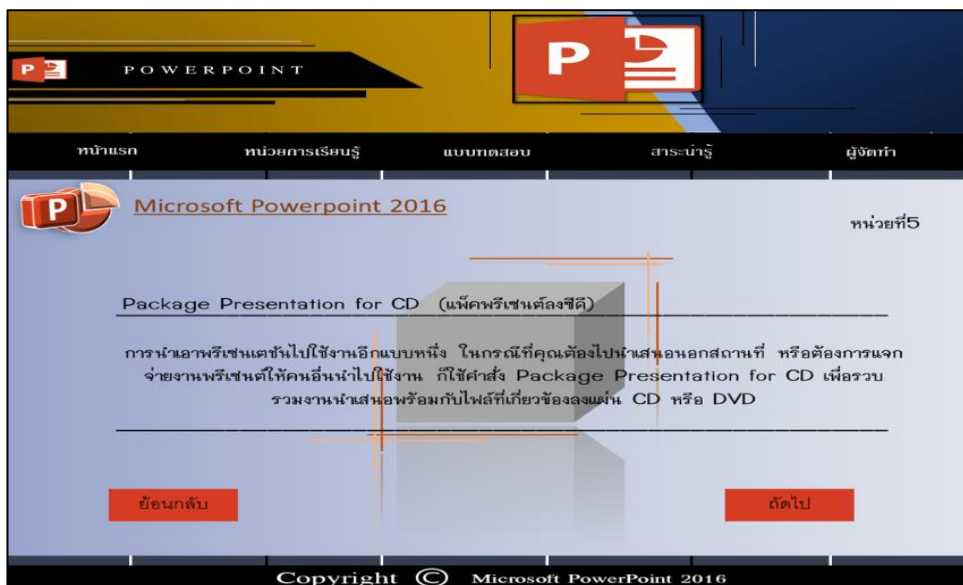 P
POWERPOINT
P
หน้าแรก หน่วยการเรียนรู้ แบบทดสอบ สาระน่ารู้ ผู้จัดทำ
P
Microsoft Powerpoint 2016
หน่วยที่5
Package Presentation for CD (แพ็คพรีเซนต์ลงซีดี)
การนำเอาพรีเซนเตชันไปใช้งานอีกแบบหนึ่ง ในกรณีที่คุณต้องไปนำเสนอนอกสถานที่ หรือต้องการแจก
จ่ายงานพรีเซนต์ให้คนอื่นนำไปใช้งาน ก็ใช้คำสั่ง Package Presentation for CD เพื่อรวบ
รวมงานนำเสนอพร้อมกับไฟล์ที่เกี่ยวข้องลงแผ่น CD หรือ DVD
ย้อนกลับ ถัดไป
Copyright © Microsoft PowerPoint 2016